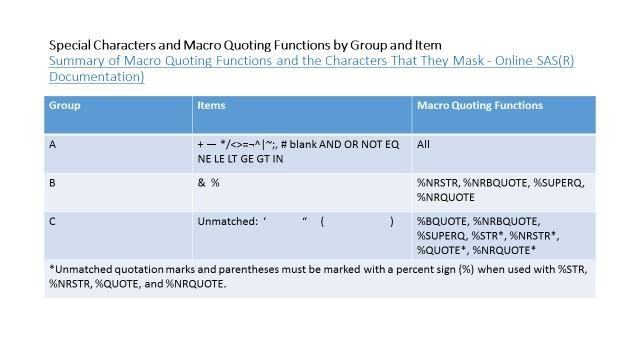 Special Characters and Macro Quoting Functions by Group and Item
Summary of Macro Quoting Functions and the Characters That They Mask - Online SAS(R)
Documentation)
Group Items Macro Quoting Functions
A + — */<>=¬^|~;, # blank AND OR NOT EQ All
NE LE LT GE GT IN
B & % %NRSTR, %NRBQUOTE, %SUPERQ,
%NRQUOTE
C Unmatched: ‘ “ ( ) %BQUOTE, %NRBQUOTE,
%SUPERQ, %STR*, %NRSTR*,
%QUOTE*, %NRQUOTE*
*Unmatched quotation marks and parentheses must be marked with a percent sign (%) when used with %STR,
%NRSTR, %QUOTE, and %NRQUOTE.